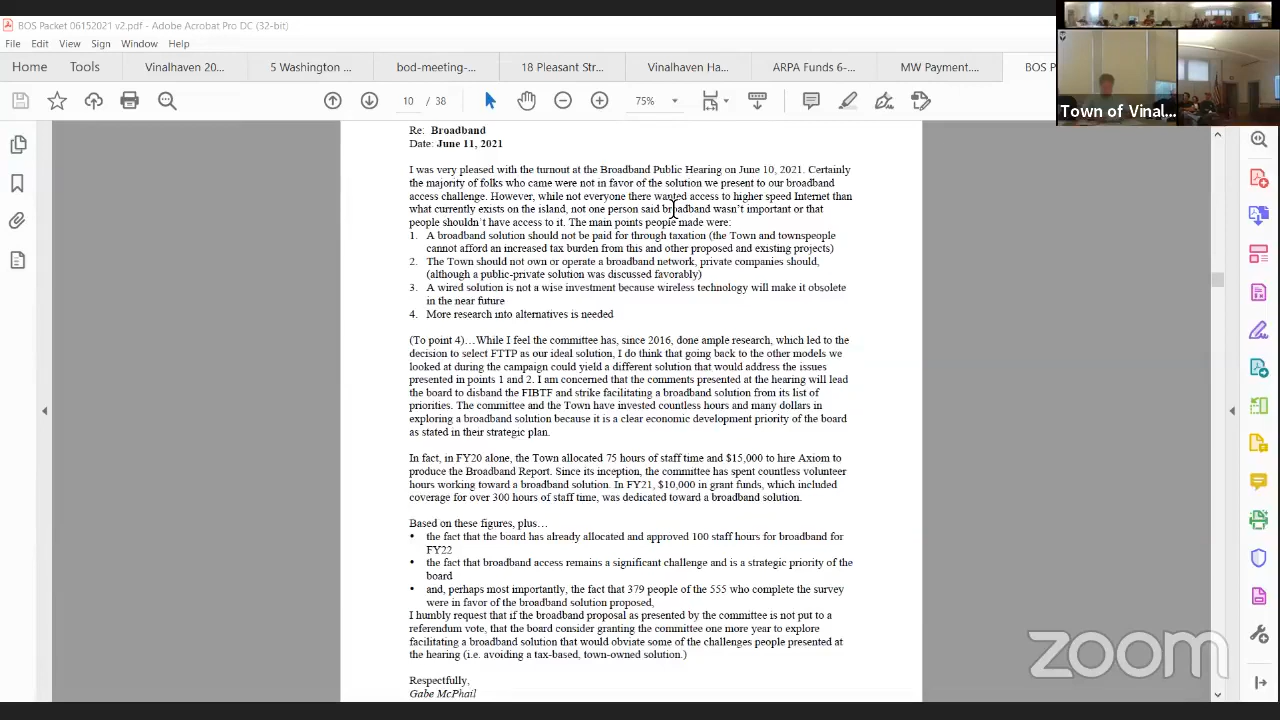 BOS Packet 06152021 v2.pdf - Adobe Acrobat Pro DC (32-bit)
File Edit View Sign Window Help
Home Tools Vinalhaven 20... 5 Washington ... bod-meeting-... 18 Pleasant Str... Vinalhaven Ha... ARPA Funds 6-... MW Payment.... BOS P
10 / 38 75%
Town of Vinal...
Re: Broadband
Date: June 11, 2021
I was very pleased with the turnout at the Broadband Public Hearing on June 10, 2021. Certainly
the majority of folks who came were not in favor of the solution we present to our broadband
access challenge. However, while not everyone there wanted access to higher speed Internet than
what currently exists on the island, not one person said broadband wasn't important or that
people shouldn't have access to it. The main points people made were:
1. A broadband solution should not be paid for through taxation (the Town and townspeople
cannot afford an increased tax burden from this and other proposed and existing projects)
2. The Town should not own or operate a broadband network, private companies should,
(although a public-private solution was discussed favorably)
3. A wired solution is not a wise investment because wireless technology will make it obsolete
in the near future
4. More research into alternatives is needed
(To point 4)…While I feel the committee has, since 2016, done ample research, which led to the
decision to select FTTP as our ideal solution, I do think that going back to the other models we
looked at during the campaign could yield a different solution that would address the issues
presented in points 1 and 2. I am concerned that the comments presented at the hearing will lead
the board to disband the FIBTF and strike facilitating a broadband solution from its list of
priorities. The committee and the Town have invested countless hours and many dollars in
exploring a broadband solution because it is a clear economic development priority of the board
as stated in their strategic plan.
In fact, in FY20 alone, the Town allocated 75 hours of staff time and $15,000 to hire Axiom to
produce the Broadband Report. Since its inception, the committee has spent countless volunteer
hours working toward a broadband solution. In FY21, $10,000 in grant funds, which included
coverage for over 300 hours of staff time, was dedicated toward a broadband solution.
Based on these figures, plus…
• the fact that the board has already allocated and approved 100 staff hours for broadband for
FY22
• the fact that broadband access remains a significant challenge and is a strategic priority of the
board
• and, perhaps most importantly, the fact that 379 people of the 555 who complete the survey
were in favor of the broadband solution proposed,
I humbly request that if the broadband proposal as presented by the committee is not put to a
referendum vote, that the board consider granting the committee one more year to explore
facilitating a broadband solution that would obviate some of the challenges people presented at
the hearing (i.e. avoiding a tax-based, town-owned solution.)
Respectfully,
Gabe McPhail
zoom